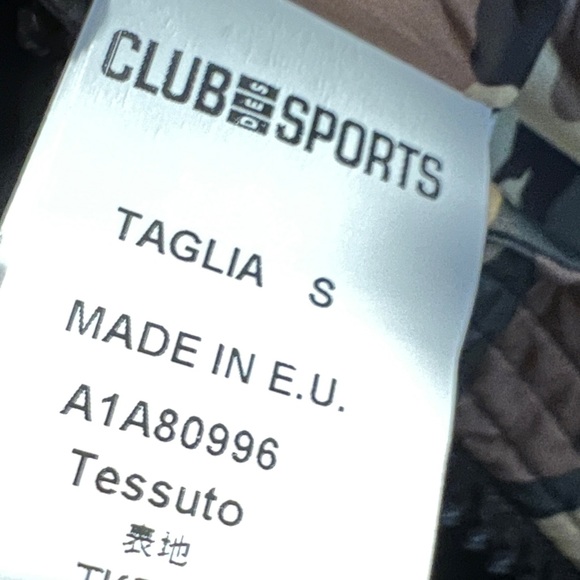 CLUB DES SPORTS
TAGLIA S
MADE IN E.U.
A1A80996
Tessuto
表地